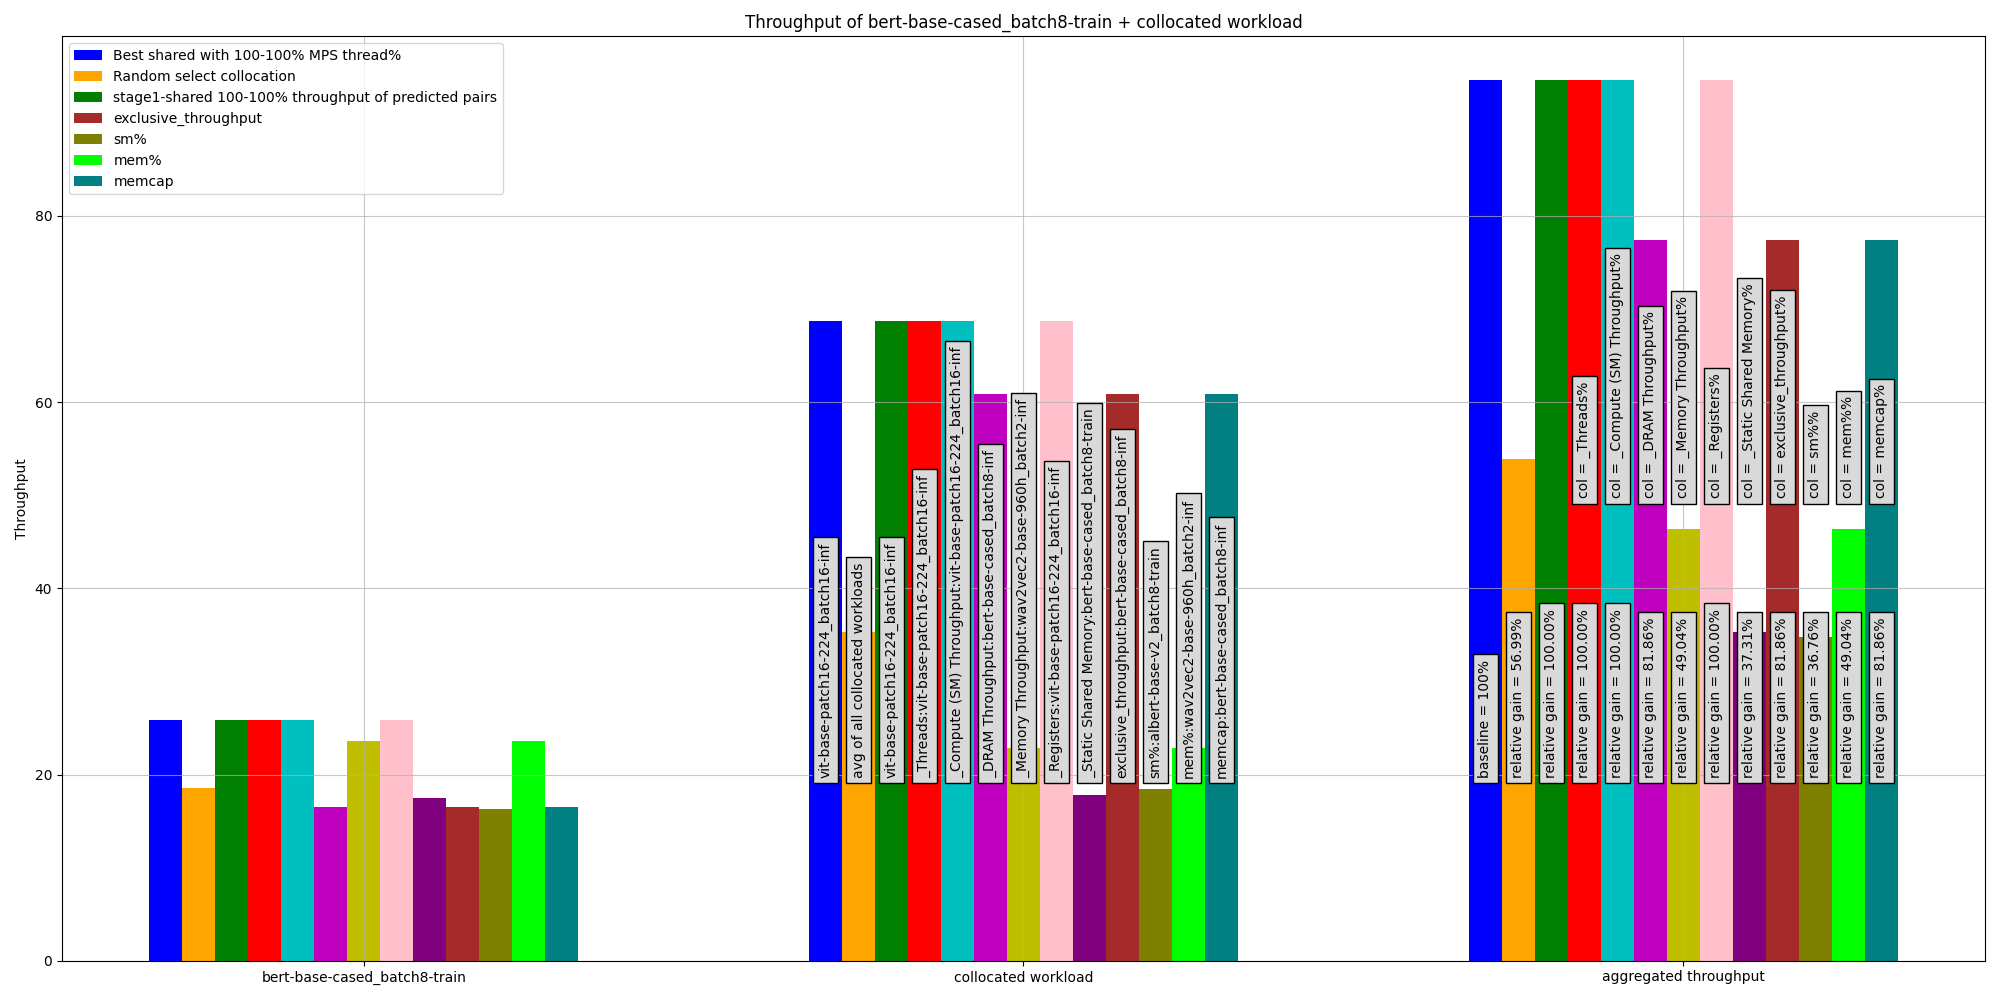 Throughput of bert-base-cased_batch8-train + collocated workload
Best shared with 100-100% MPS thread%
Random select collocation
stage1-shared 100-100% throughput of predicted pairs
exclusive_throughput
sm%
mem%
memcap
Throughput
80
60
40
20
0
vit-base-patch16-224_batch16-inf
avg of all collocated workloads
vit-base-patch16-224_batch16-inf
_Threads:vit-base-patch16-224_batch16-inf
_Compute (SM) Throughput:vit-base-patch16-224_batch16-inf
_DRAM Throughput:bert-base-cased_batch8-inf
_Memory Throughput:wav2vec2-base-960h_batch2-inf
_Registers:vit-base-patch16-224_batch16-inf
_Static Shared Memory:bert-base-cased_batch8-train
exclusive_throughput:bert-base-cased_batch8-inf
sm%:albert-base-v2_batch8-train
mem%:wav2vec2-base-960h_batch2-inf
memcap:bert-base-cased_batch8-inf
col = _Threads%
col = _Compute (SM) Throughput%
col = _DRAM Throughput%
col = _Memory Throughput%
col = _Registers%
col = _Static Shared Memory%
col = exclusive_throughput%
col = sm%%
col = mem%%
col = memcap%
baseline = 100%
relative gain = 56.99%
relative gain = 100.00%
relative gain = 100.00%
relative gain = 100.00%
relative gain = 81.86%
relative gain = 49.04%
relative gain = 100.00%
relative gain = 37.31%
relative gain = 81.86%
relative gain = 36.76%
relative gain = 49.04%
relative gain = 81.86%
bert-base-cased_batch8-train
collocated workload
aggregated throughput